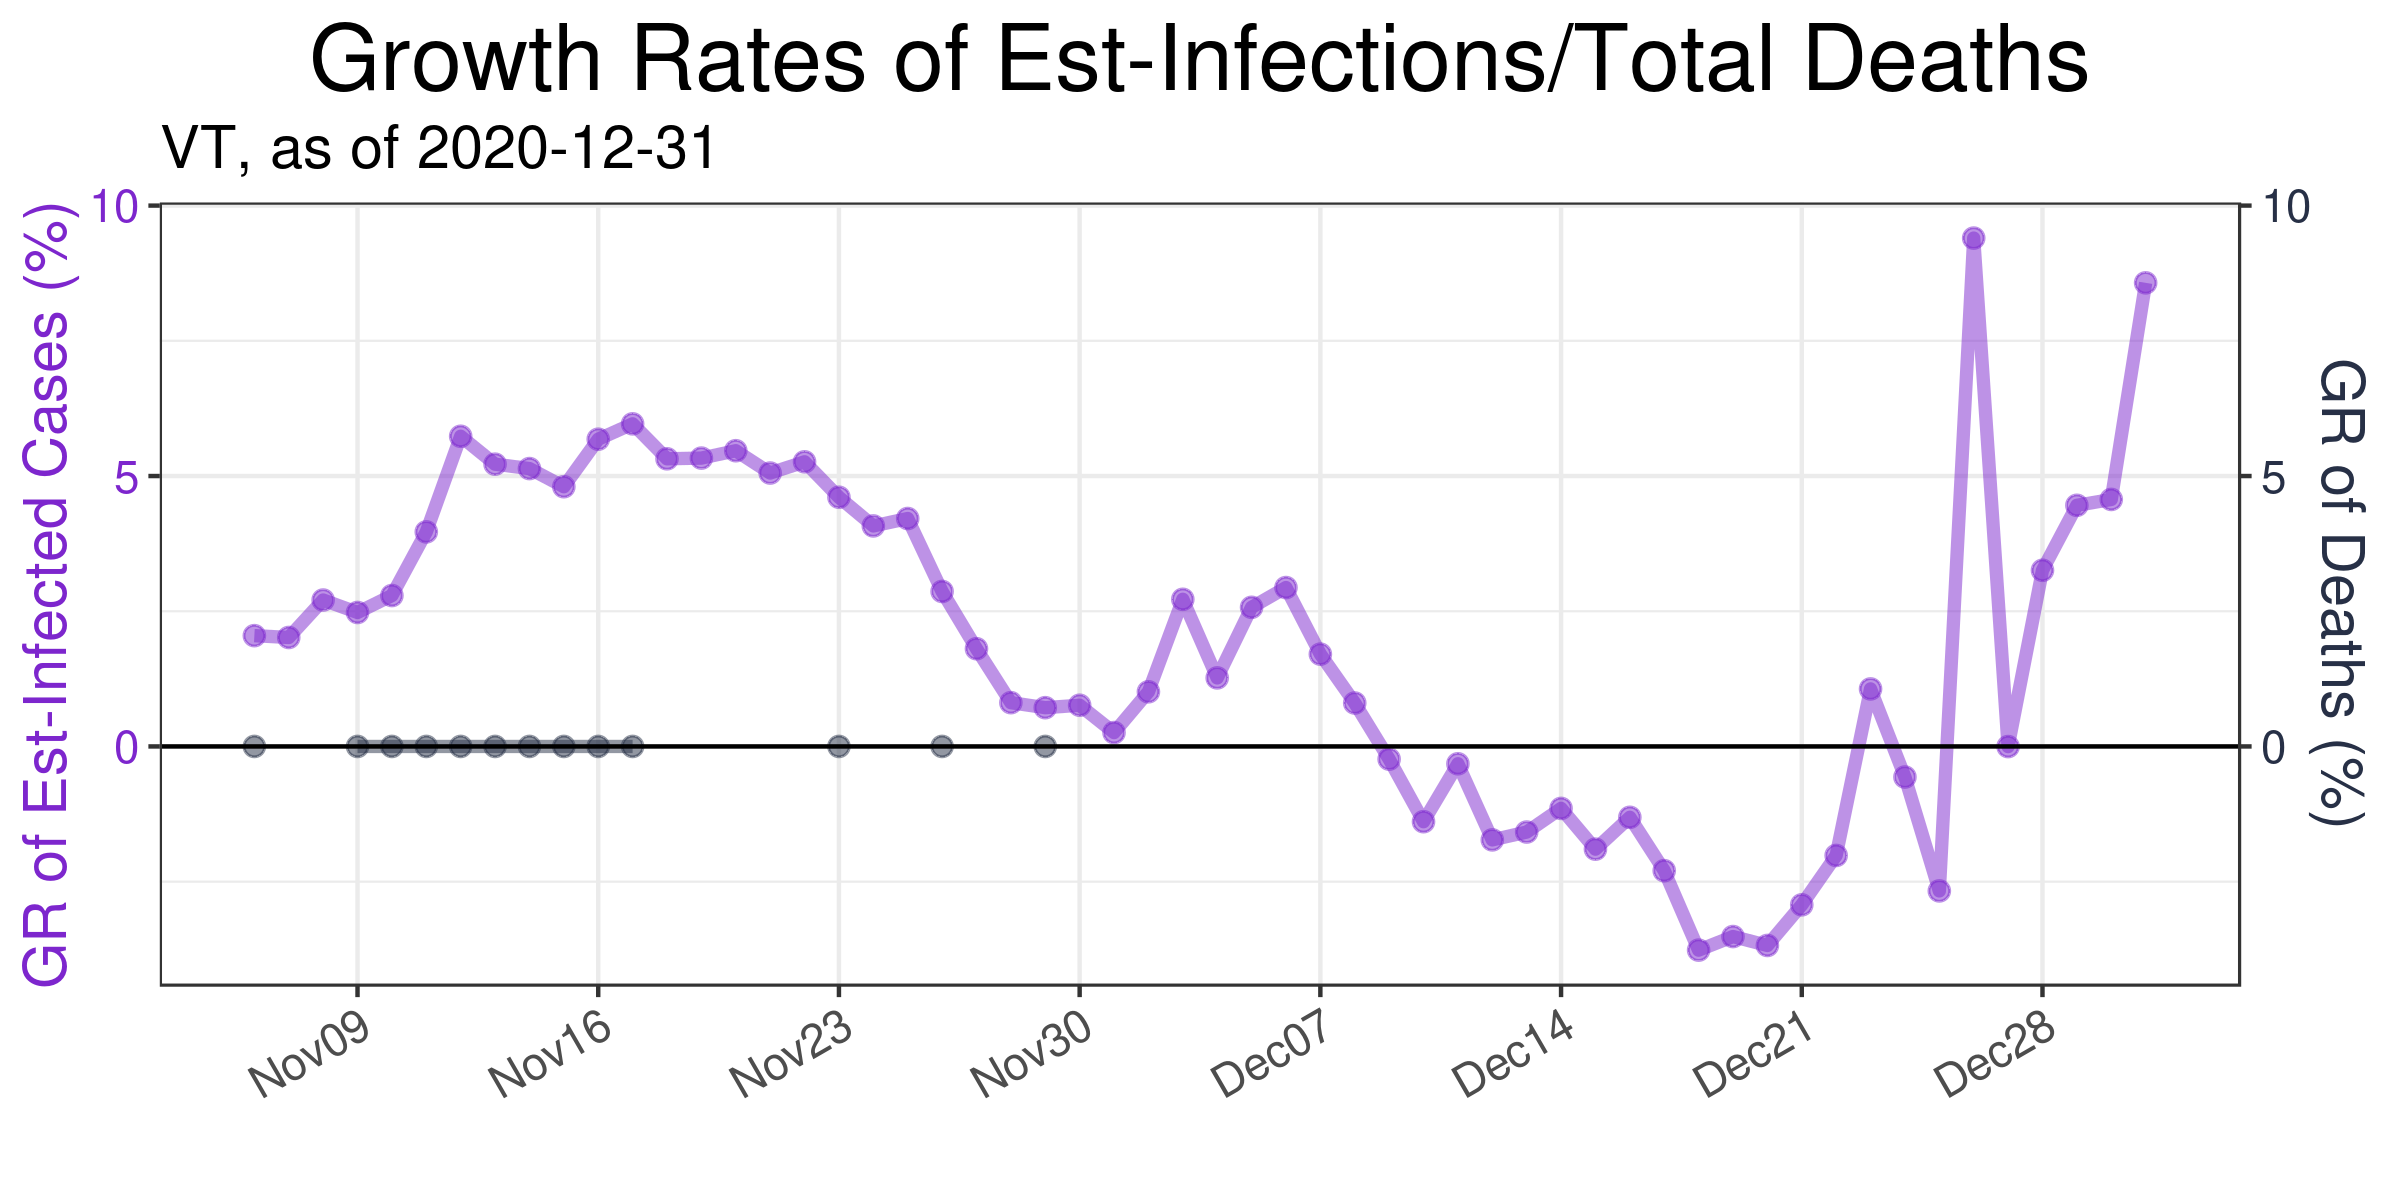 Growth Rates of Est-Infections/Total Deaths
VT, as of 2020-12-31
GR of Est-Infected Cases (%)
10
5
0
10
5
0
GR of Deaths (%)
Nov09
Nov16
Nov23
Nov30
Dec07
Dec14
Dec21
Dec28